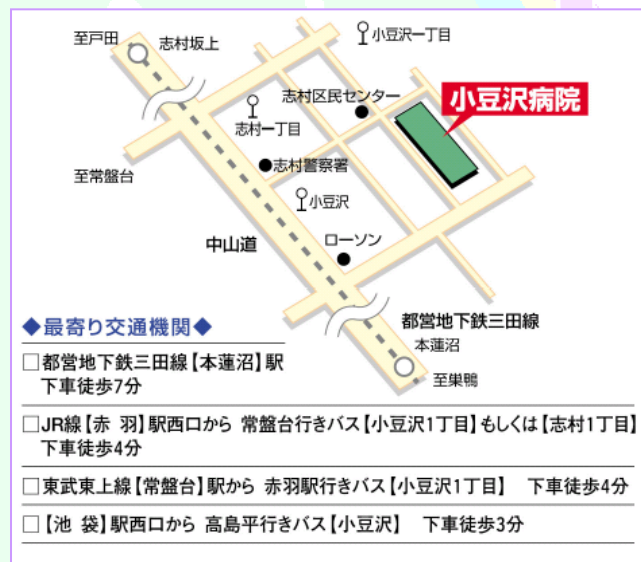 至戸田
志村坂上
小豆沢一丁目
志村区民センター
小豆沢病院
志村一丁目
至常盤台
志村警察署
小豆沢
中山道
ローソン
都営地下鉄三田線
本蓮沼
至巣鴨
◆最寄り交通機関◆
□都営地下鉄三田線【本蓮沼】駅
下車徒歩7分
□JR線【赤 羽】駅西口から 常盤台行きバス【小豆沢1丁目】もしくは【志村1丁目】
下車徒歩4分
□東武東上線【常盤台】駅から 赤羽駅行きバス【小豆沢1丁目】 下車徒歩4分
□【池 袋】駅西口から 高島平行きバス【小豆沢】 下車徒歩3分